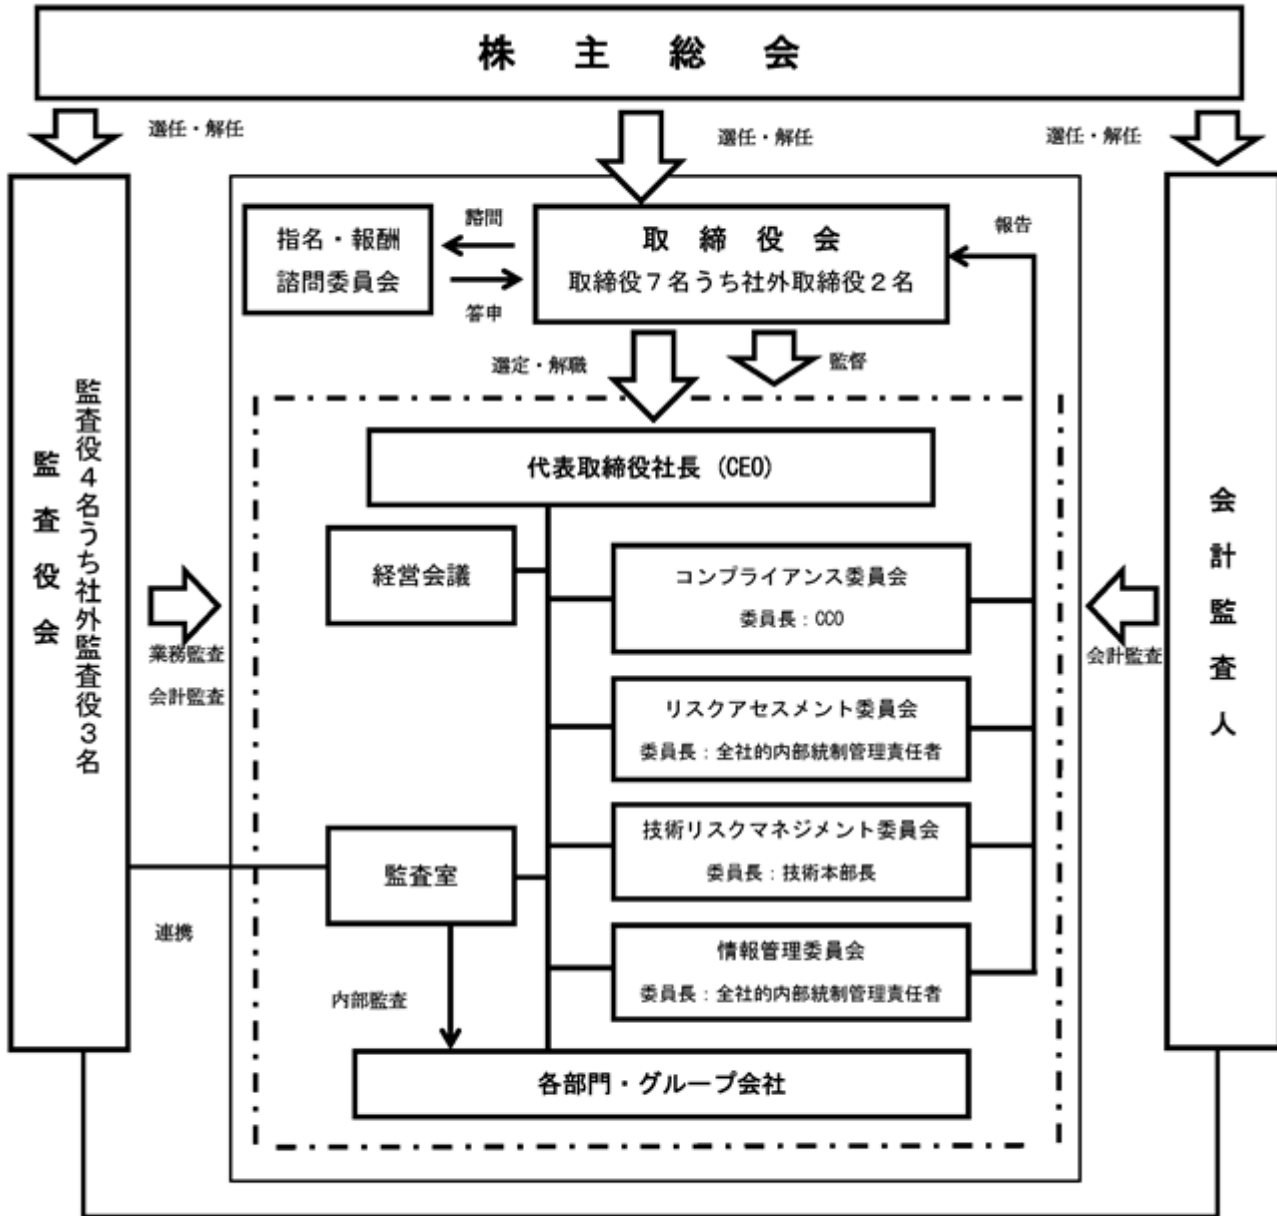 株 主 総 会
選任・解任
選任・解任
選任・解任
指名・報酬
諮問委員会
諮問
答申
取 締 役 会
取締役７名うち社外取締役２名
報告
選定・解職
監督
監査役会
監査役４名うち社外監査役３名
代表取締役社長 (CEO)
会計監査人
経営会議
コンプライアンス委員会
委員長：CCO
業務監査
会計監査
会計監査
リスクアセスメント委員会
委員長：全社的内部統制管理責任者
技術リスクマネジメント委員会
委員長：技術本部長
監査室
連携
情報管理委員会
委員長：全社的内部統制管理責任者
内部監査
各部門・グループ会社